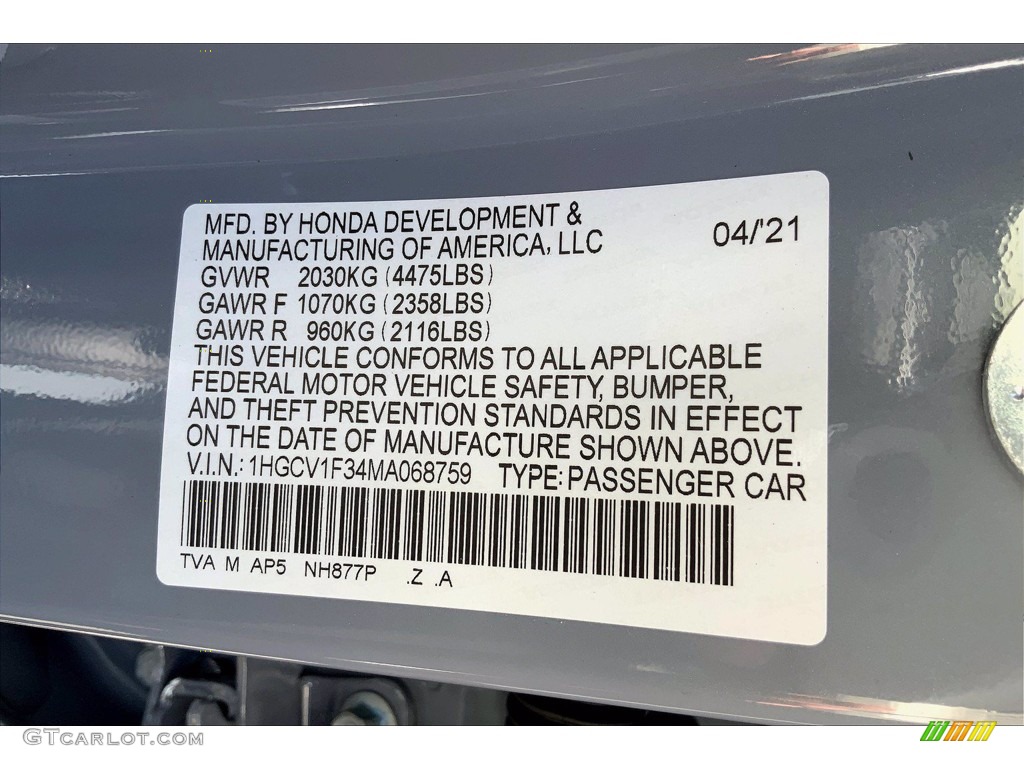 MFD. BY HONDA DEVELOPMENT &
MANUFACTURING OF AMERICA, LLC
04/'21
GVWR 2030KG (4475LBS)
GAWR F 1070KG (2358LBS)
GAWR R 960KG (2116LBS)
THIS VEHICLE CONFORMS TO ALL APPLICABLE
FEDERAL MOTOR VEHICLE SAFETY, BUMPER,
AND THEFT PREVENTION STANDARDS IN EFFECT
ON THE DATE OF MANUFACTURE SHOWN ABOVE.
V.I.N.: 1HGCV1F34MA068759 TYPE: PASSENGER CAR
TVA M AP5 NH877P .Z .A
GTCARLOT.COM